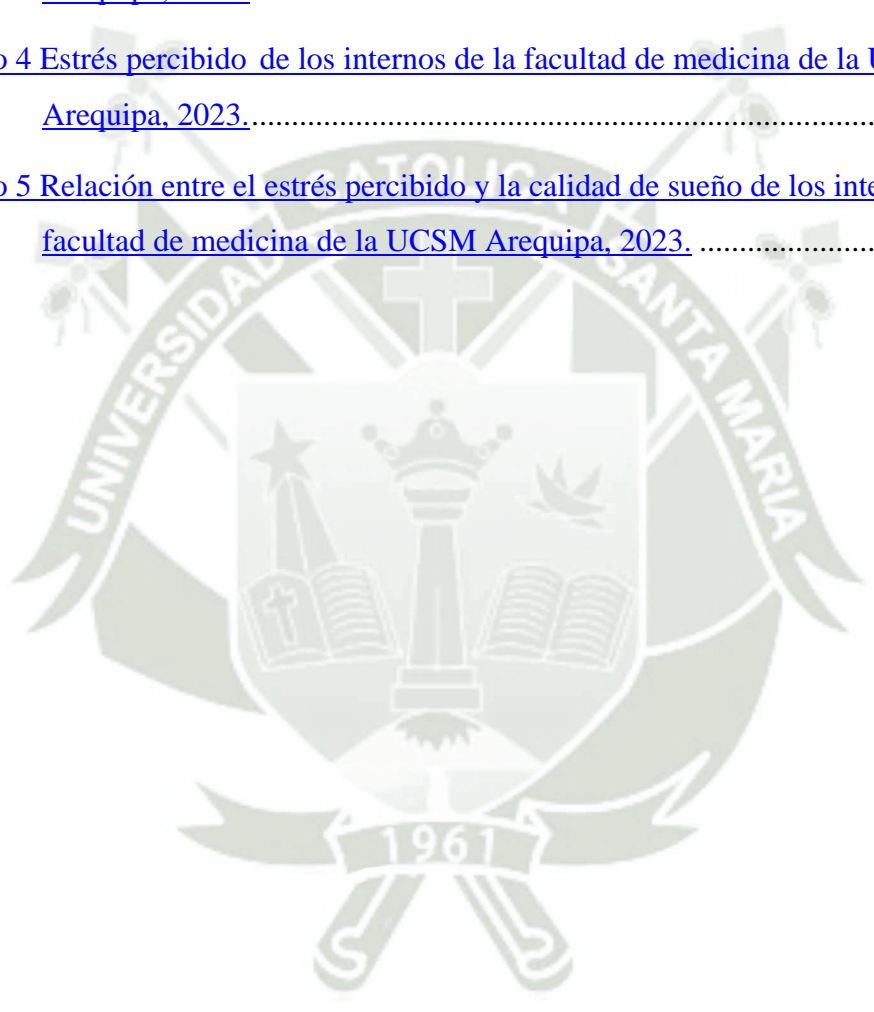 o 4 Estrés percibido de los internos de la facultad de medicina de la U
Arequipa, 2023.
o 5 Relación entre el estrés percibido y la calidad de sueño de los inte
facultad de medicina de la UCSM Arequipa, 2023.
UNIVERSIDAD CATOLICA SANTA MARIA
1961